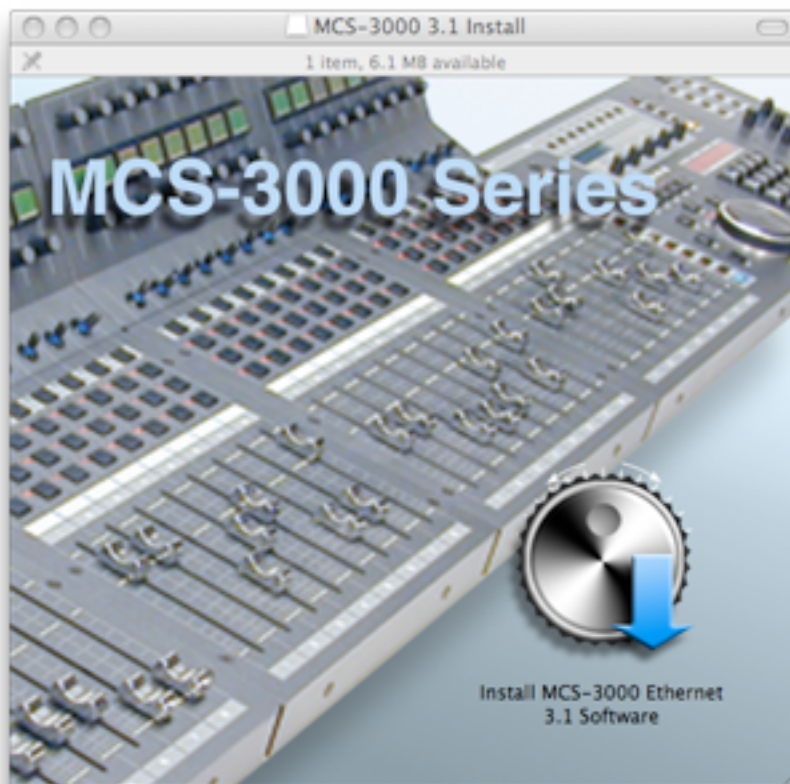 MCS-3000 3.1 Install
1 item, 6.1 MB available
MCS-3000 Series
Install MCS-3000 Ethernet
3.1 Software